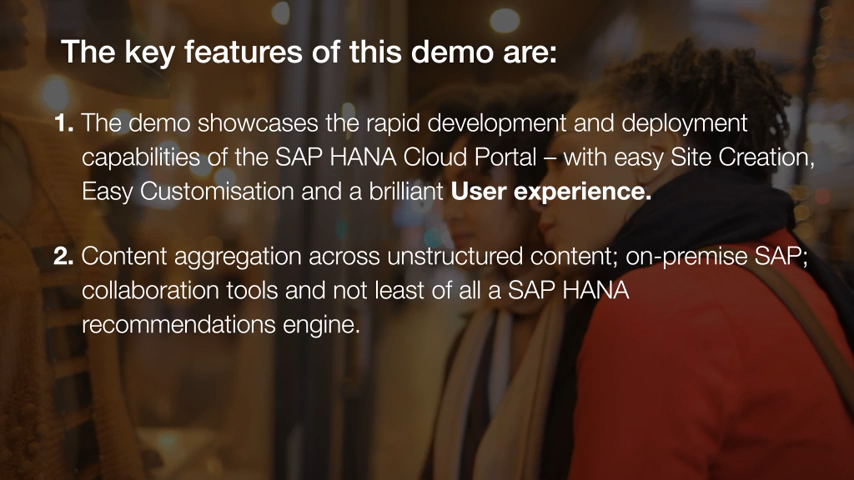 The key features of this demo are:
1. The demo showcases the rapid development and deployment
capabilities of the SAP HANA Cloud Portal – with easy Site Creation,
Easy Customisation and a brilliant User experience.
2. Content aggregation across unstructured content; on-premise SAP;
collaboration tools and not least of all a SAP HANA
recommendations engine.